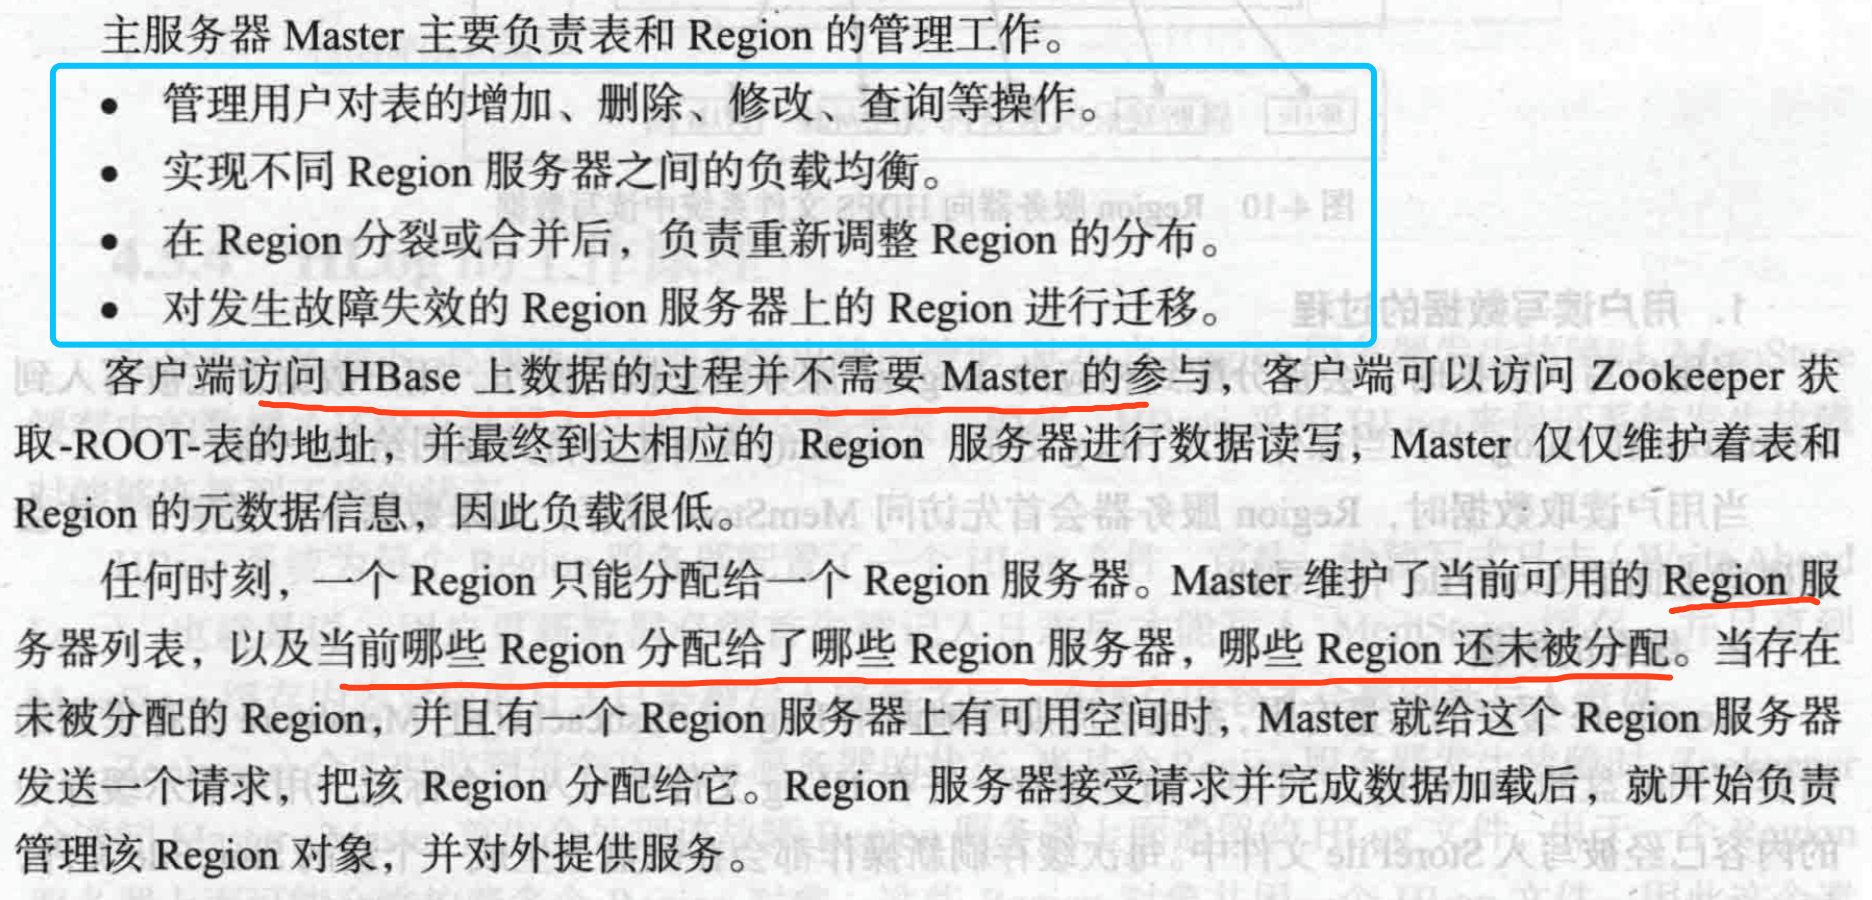 主服务器 Master 主要负责表和 Region 的管理工作。
● 管理用户对表的增加、删除、修改、查询等操作。
● 实现不同 Region 服务器之间的负载均衡。
● 在 Region 分裂或合并后，负责重新调整 Region 的分布。
● 对发生故障失效的 Region 服务器上的 Region 进行迁移。
客户端访问 HBase 上数据的过程并不需要 Master 的参与，客户端可以访问 Zookeeper 获
取-ROOT-表的地址，并最终到达相应的 Region 服务器进行数据读写，Master 仅仅维护着表和
Region 的元数据信息，因此负载很低。
任何时刻，一个 Region 只能分配给一个 Region 服务器。Master 维护了当前可用的 Region 服
务器列表，以及当前哪些 Region 分配给了哪些 Region 服务器，哪些 Region 还未被分配。当存在
未被分配的 Region，并且有一个 Region 服务器上有可用空间时，Master 就给这个 Region 服务器
发送一个请求，把该 Region 分配给它。Region 服务器接受请求并完成数据加载后，就开始负责
管理该 Region 对象，并对外提供服务。